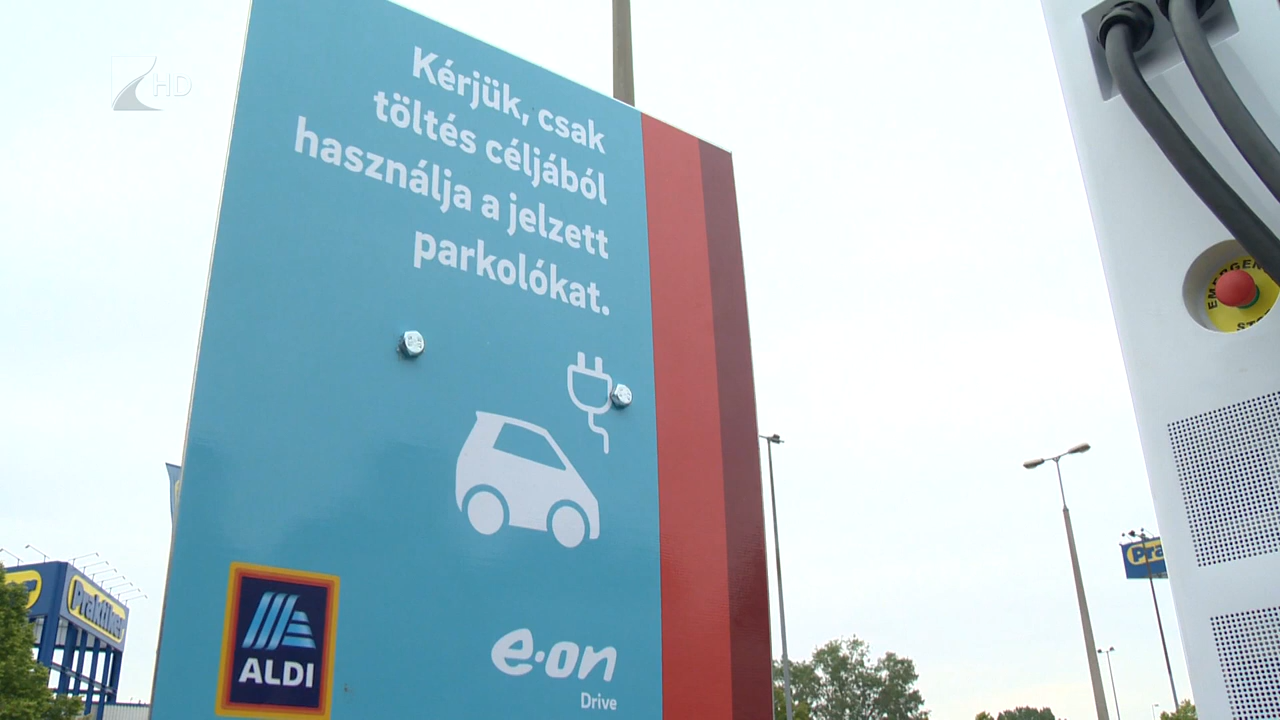 HD
Kérjük, csak
töltés céljából
használja a jelzett
parkolókat.
ALDI
e·on
Drive
Praktiker